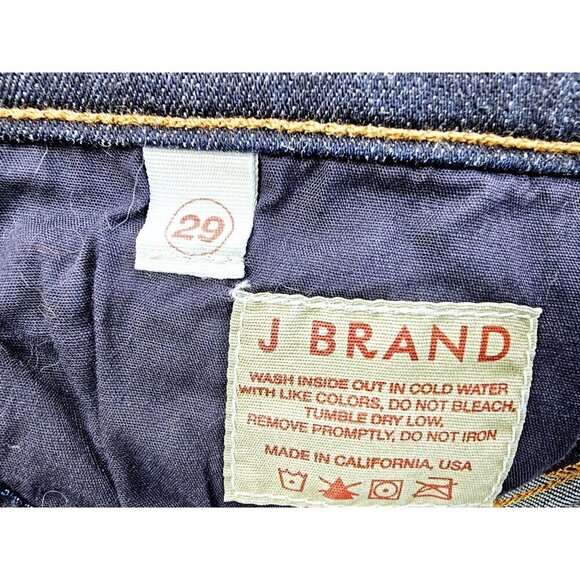 29
J BRAND
WASH INSIDE OUT IN COLD WATER
WITH LIKE COLORS, DO NOT BLEACH.
TUMBLE DRY LOW.
REMOVE PROMPTLY, DO NOT IRON
MADE IN CALIFORNIA, USA